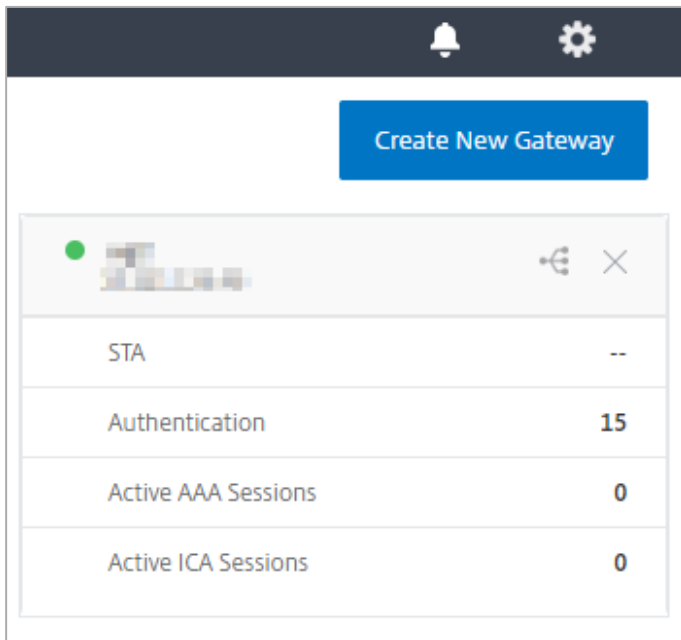 Create New Gateway
STA --
Authentication 15
Active AAA Sessions 0
Active ICA Sessions 0